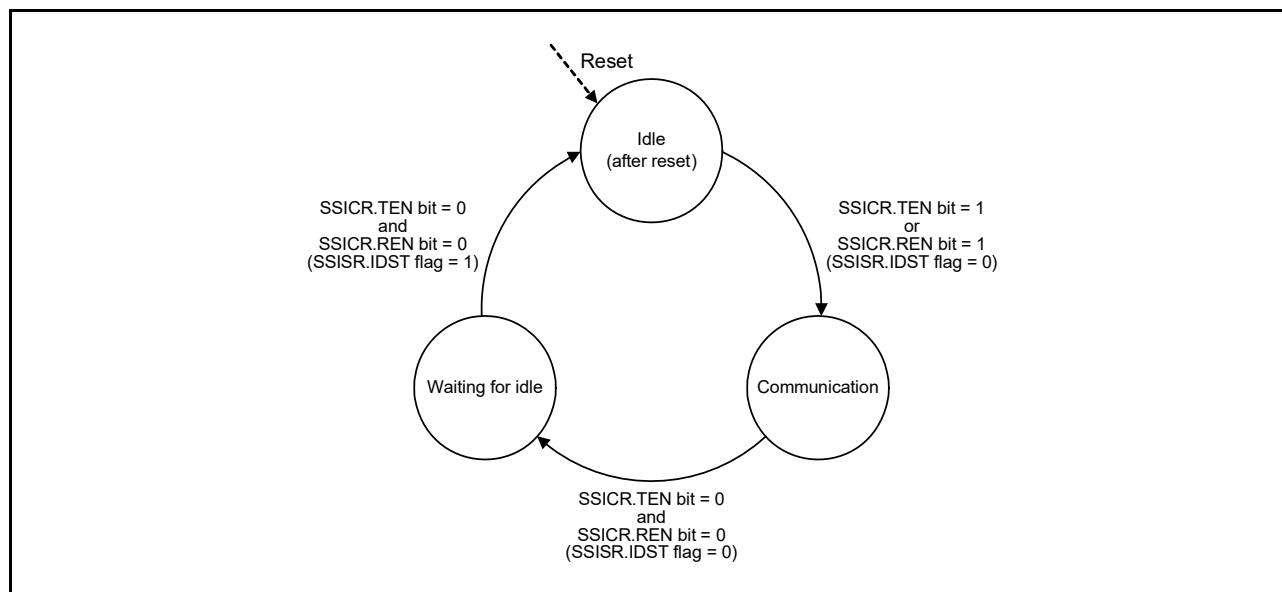 Reset
Idle
(after reset)
SSICR.TEN bit = 0
and
SSICR.REN bit = 0
(SSISR.IDST flag = 1)
SSICR.TEN bit = 1
or
SSICR.REN bit = 1
(SSISR.IDST flag = 0)
Waiting for idle
Communication
SSICR.TEN bit = 0
and
SSICR.REN bit = 0
(SSISR.IDST flag = 0)